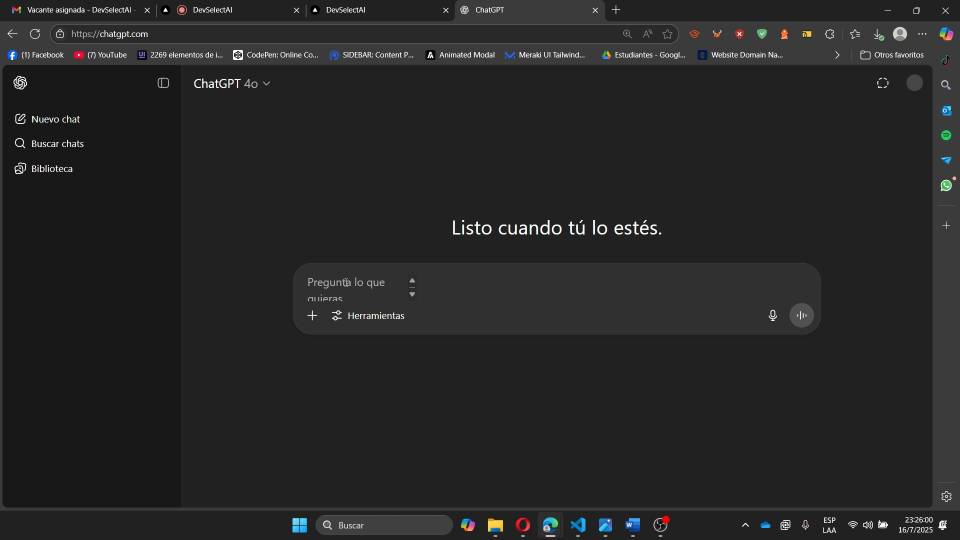 Vacante asignada - DevSelectAI -
DevSelectAI
DevSelectAI
ChatGPT
https://chatgpt.com
(1) Facebook
(7) YouTube
2269 elementos de i...
CodePen: Online Co...
SIDEBAR: Content P...
Animated Modal
Meraki UI Tailwind...
Estudiantes - Googl...
Website Domain Na...
Otros favoritos
ChatGPT 4o
Nuevo chat
Buscar chats
Biblioteca
Listo cuando tú lo estés.
Pregunta lo que
quieras
Herramientas
Buscar
ESP
LAA
23:26:00
16/7/2025